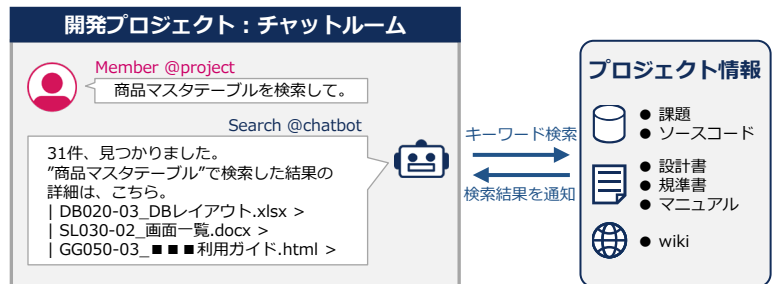 開発プロジェクト：チャットルーム
Member @project
商品マスタテーブルを検索して。
Search @chatbot
31件、見つかりました。
”商品マスタテーブル”で検索した結果の
詳細は、こちら。
| DB020-03_DBレイアウト.xlsx >
| SL030-02_画面一覧.docx >
| GG050-03_■■■利用ガイド.html >
キーワード検索
検索結果を通知
プロジェクト情報
● 課題
● ソースコード
● 設計書
● 規準書
● マニュアル
● wiki